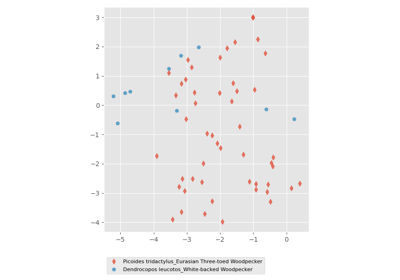 3
2
1
0
−1
−2
−3
−4
−5 −4 −3 −2 −1 0
Picoides tridactylus_Eurasian Three-toed Woodpecker
Dendrocopos leucotos_White-backed Woodpecker